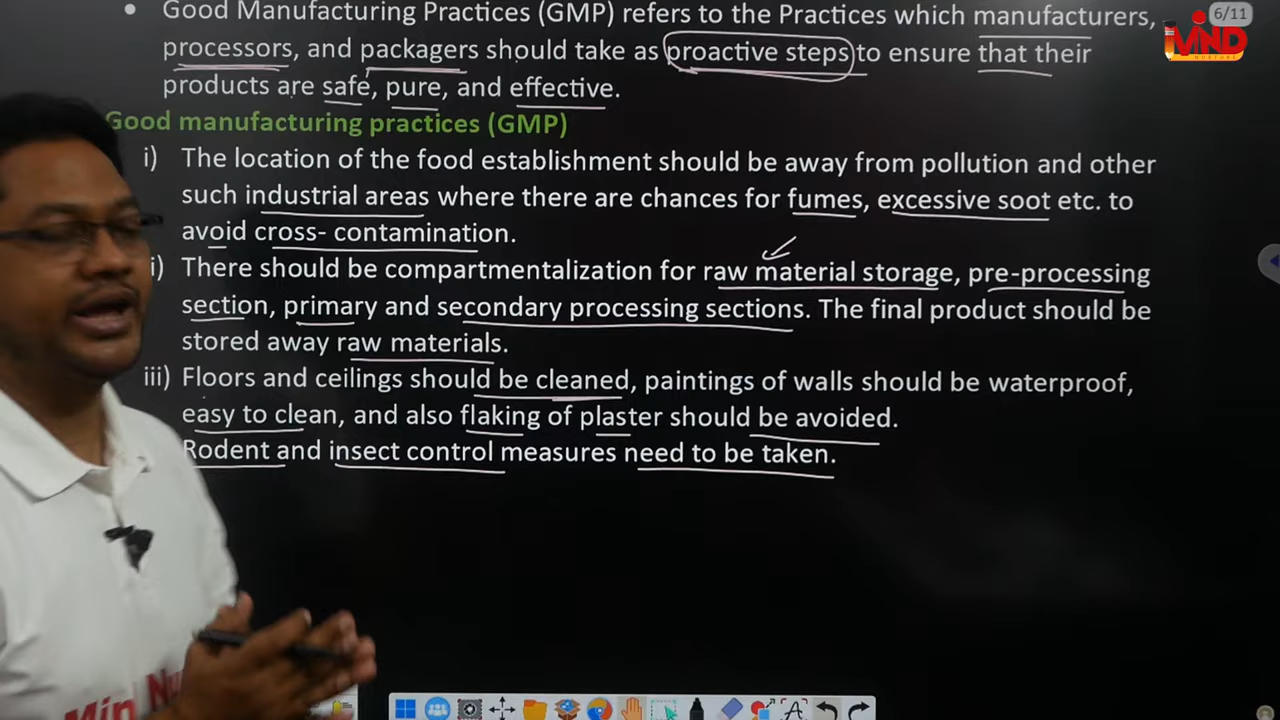 • Good Manufacturing Practices (GMP) refers to the Practices which manufacturers,
6/11
MND
NURTURE
processors, and packagers should take as proactive steps to ensure that their
products are safe, pure, and effective.
Good manufacturing practices (GMP)
i) The location of the food establishment should be away from pollution and other
such industrial areas where there are chances for fumes, excessive soot etc. to
avoid cross- contamination.
i) There should be compartmentalization for raw material storage, pre-processing
section, primary and secondary processing sections. The final product should be
stored away raw materials.
iii) Floors and ceilings should be cleaned, paintings of walls should be waterproof,
easy to clean, and also flaking of plaster should be avoided.
Rodent and insect control measures need to be taken.
Min Nu